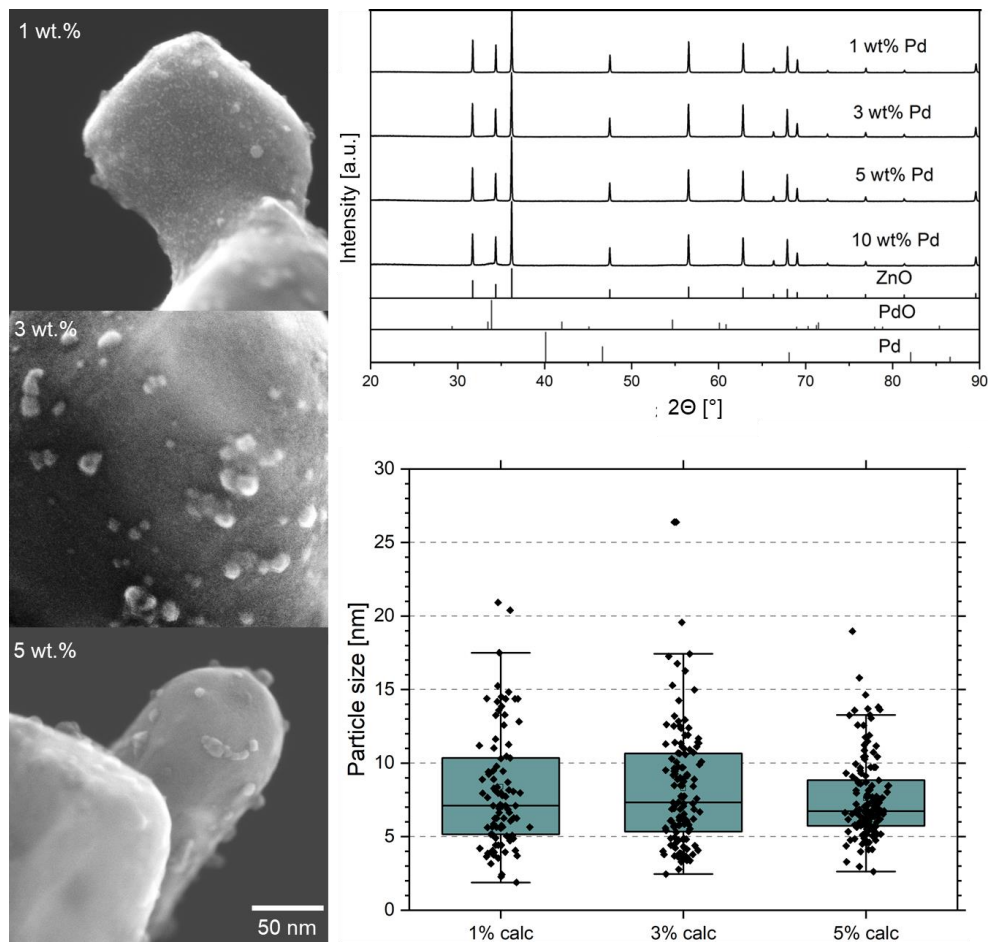 1 wt.%
3 wt.%
5 wt.%
50 nm
Intensity [a.u.]
1 wt% Pd
3 wt% Pd
5 wt% Pd
10 wt% Pd
ZnO
PdO
Pd
20 30 40 50 60 70 80 90
: 2Θ [°]
Particle size [nm]
30
25
20
15
10
5
0
1% calc 3% calc 5% calc